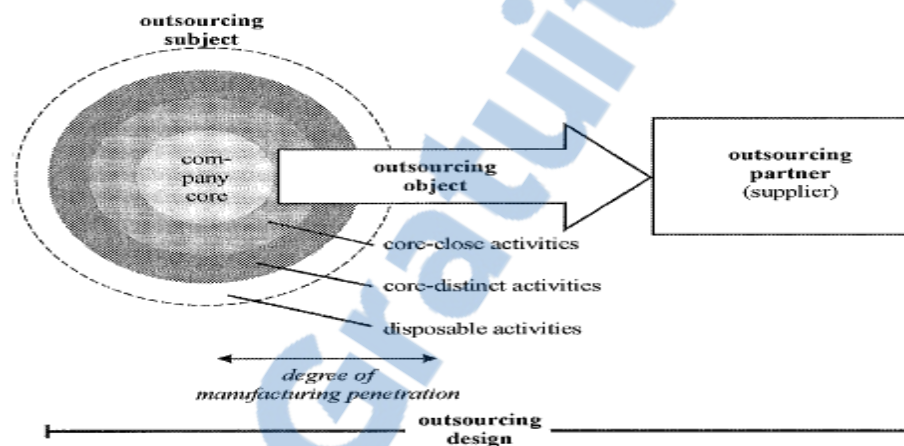 outsourcing
subject
com-
pany
core
outsourcing
object
outsourcing
partner
(supplier)
core-close activities
core-distinct activities
disposable activities
degree of
manufacturing penetration
outsourcing
design
Gratuit